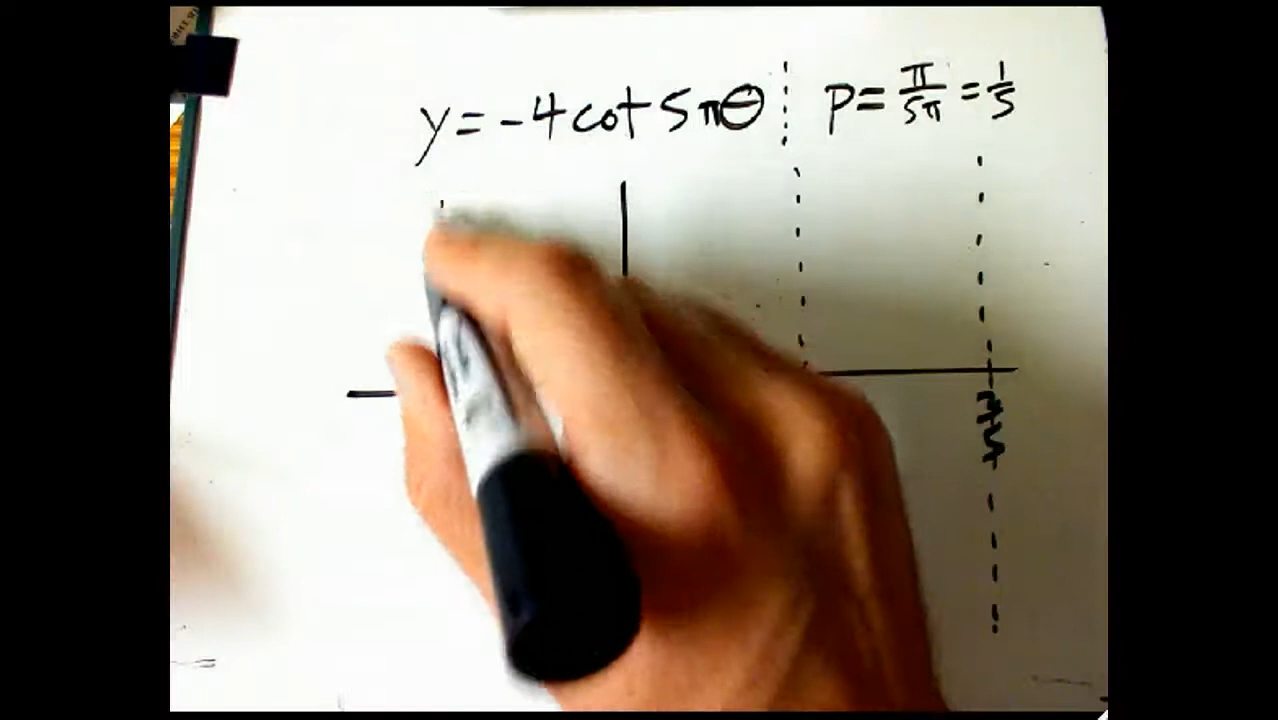 y = -4 cot 5πθ ⋮ P = π/5π = 1/5